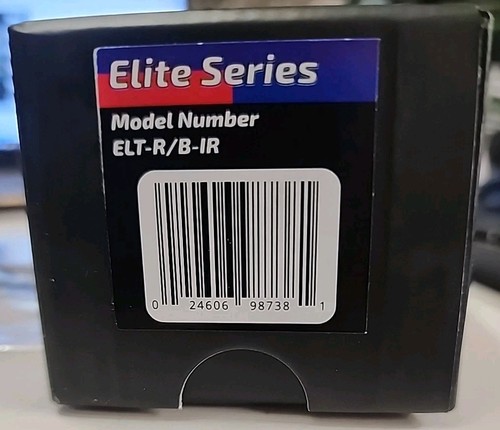 Elite Series
Model Number
ELT-R/B-IR
0 24606 98738 1